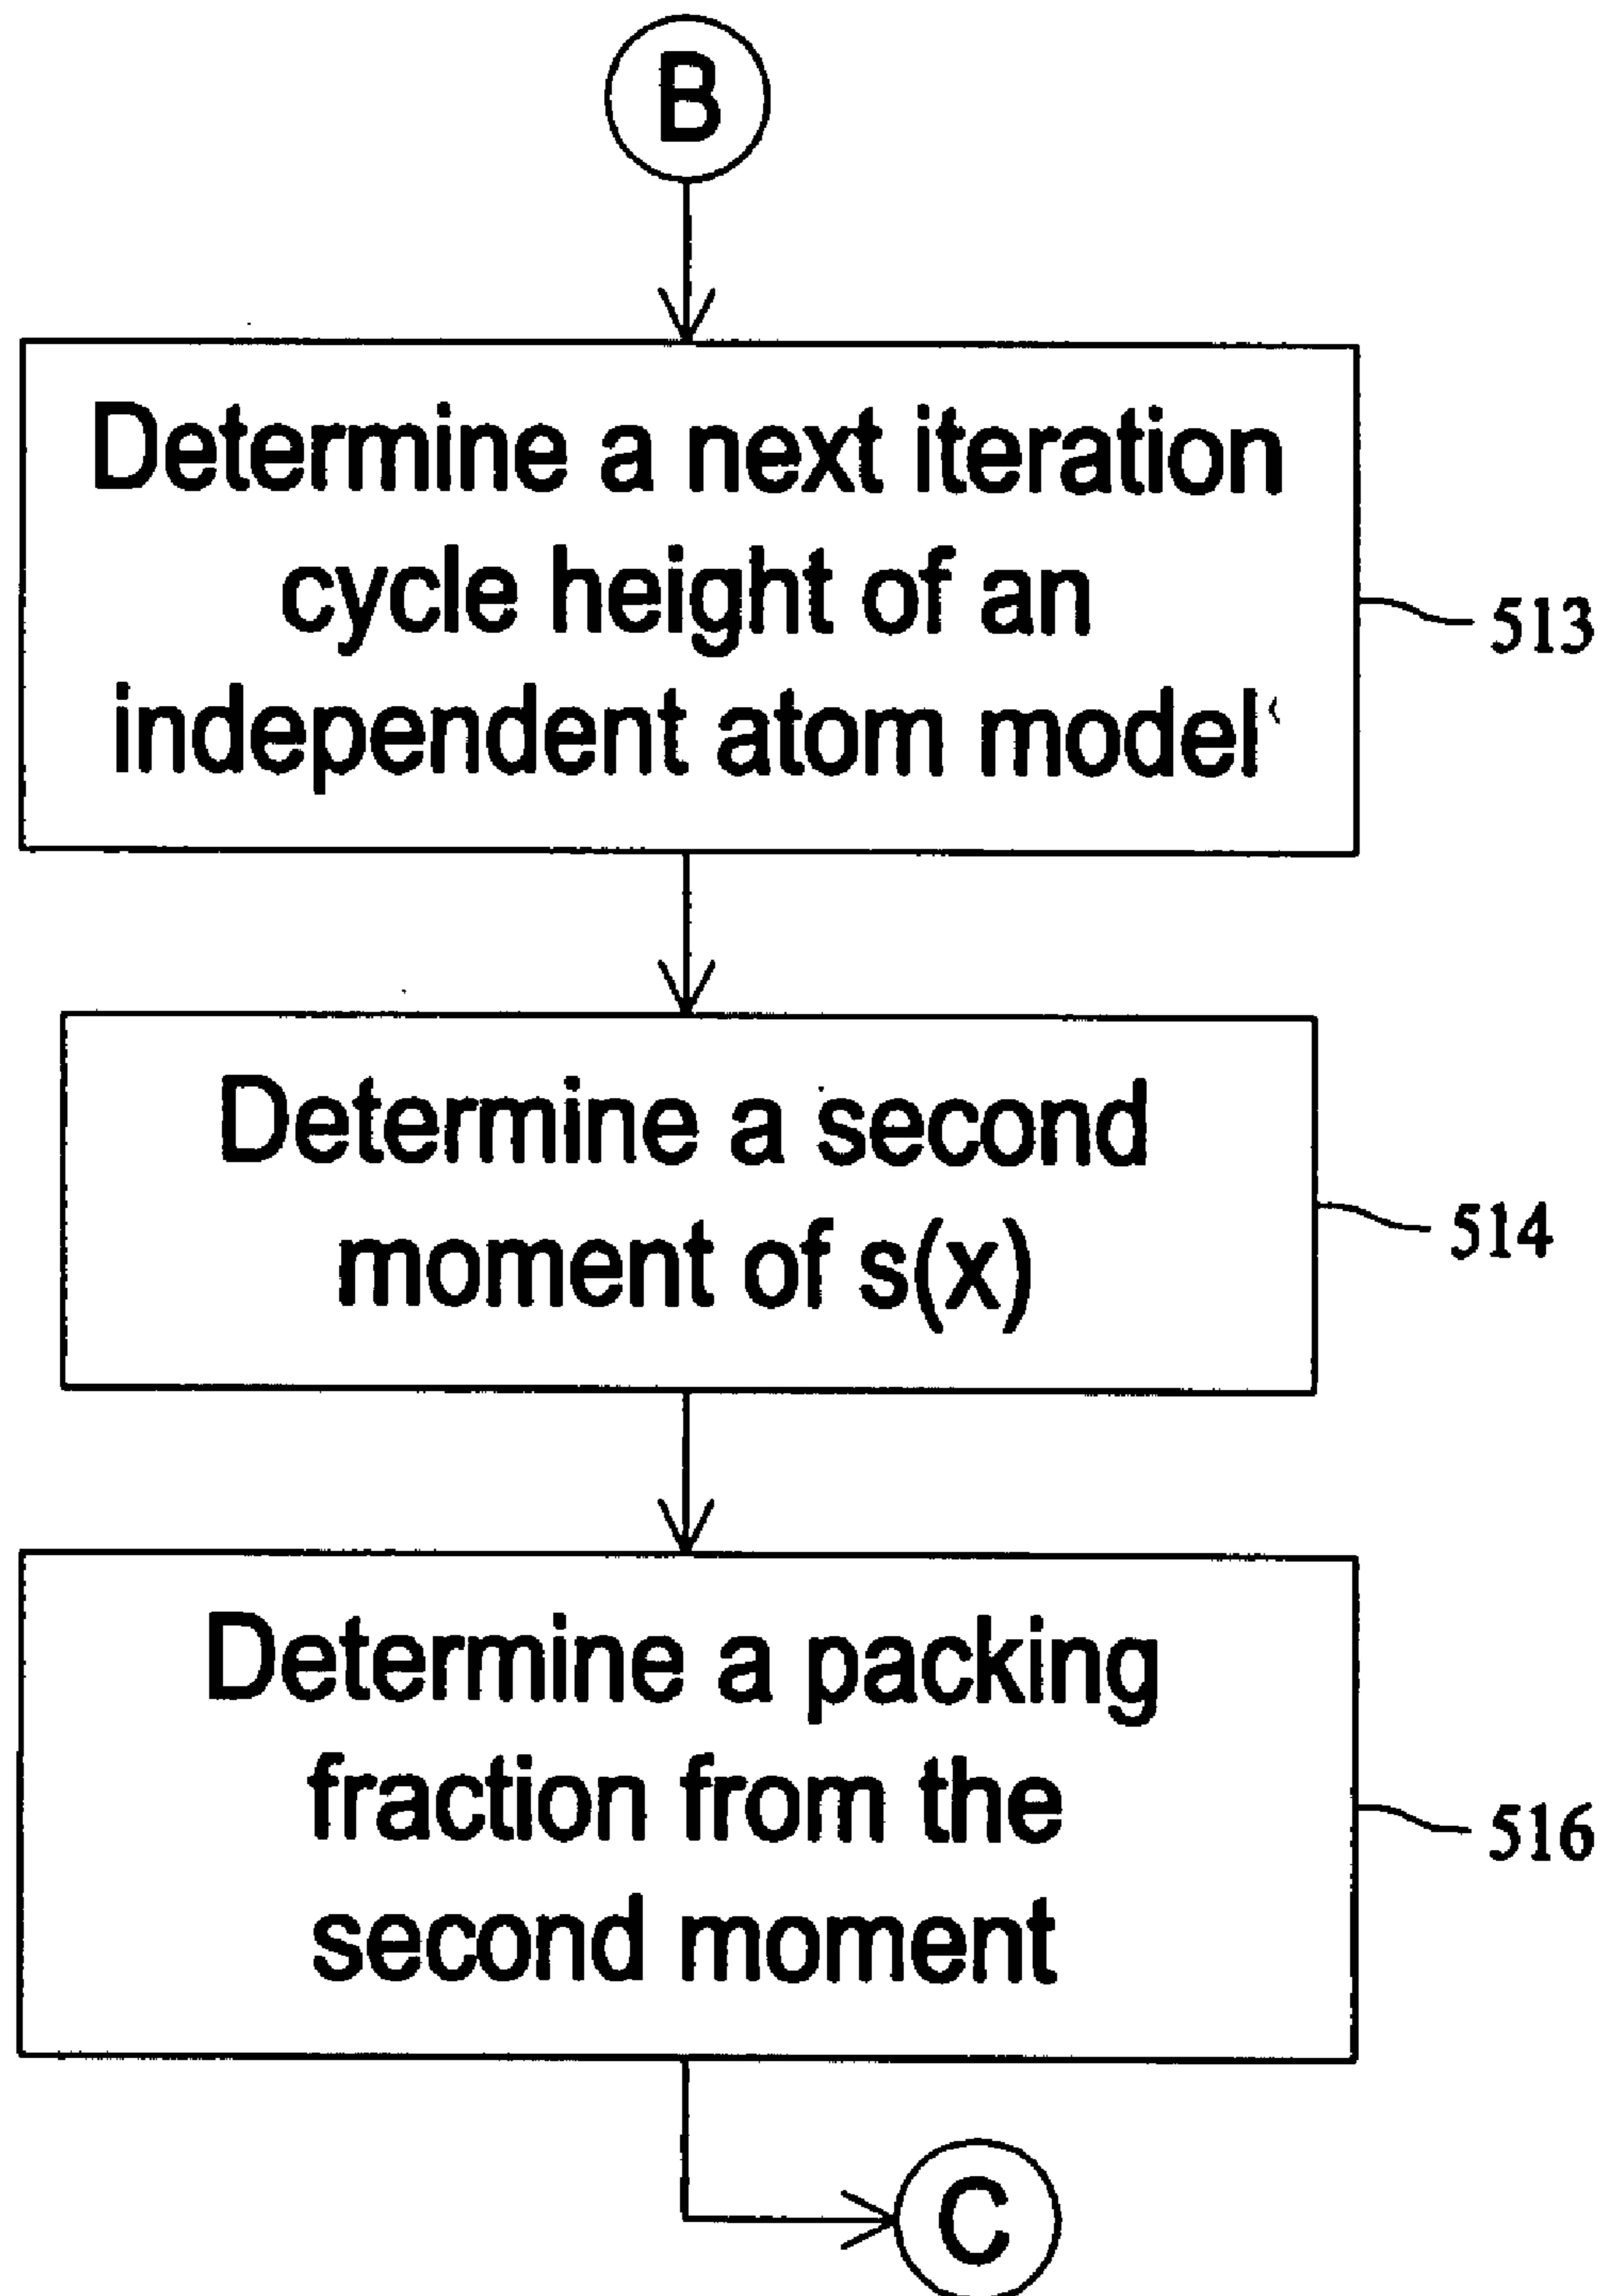 B
Determine a next iteration
cycle height of an
independent atom model
513
Determine a second
moment of s(x)
514
Determine a packing
fraction from the
second moment
516
C